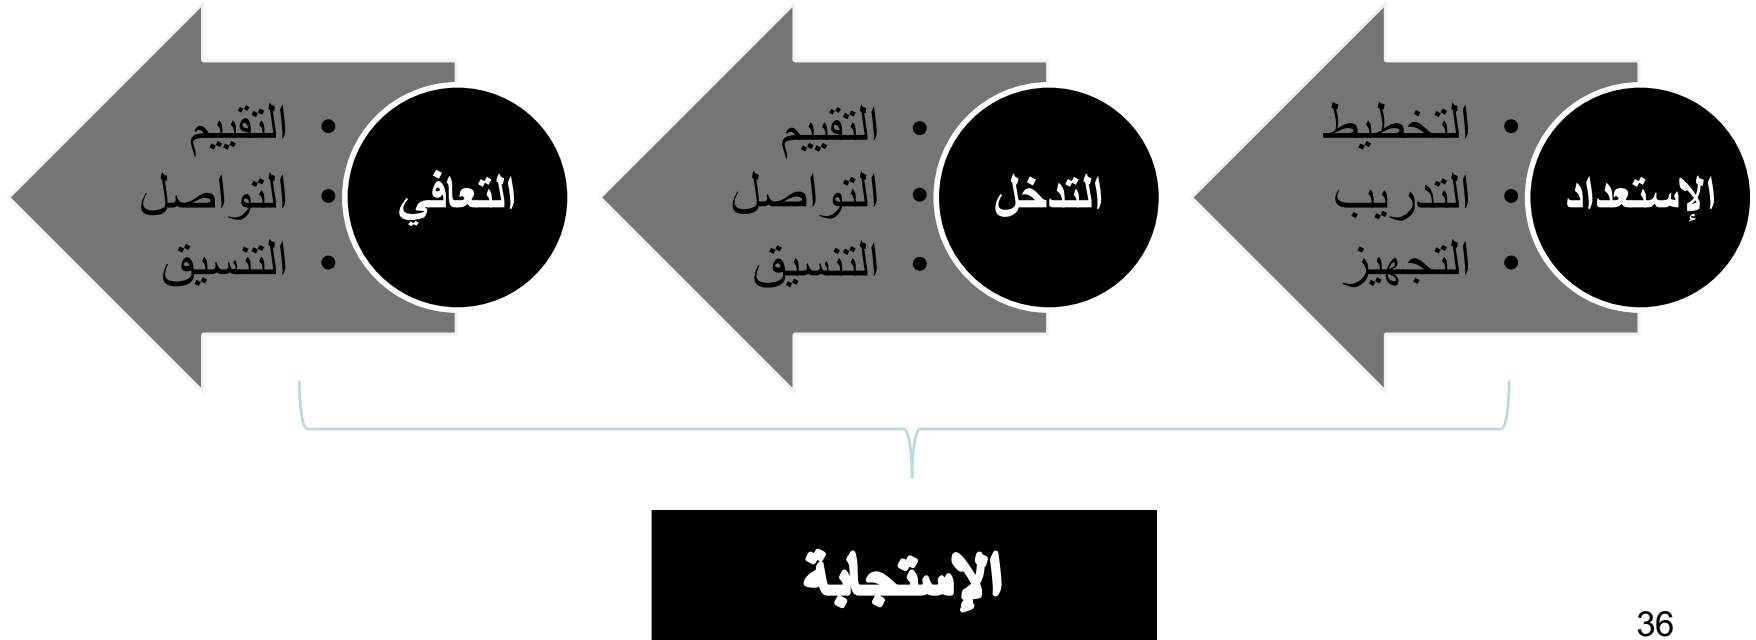 الإستعداد
• التخطيط
• التدريب
• التجهيز
التدخل
• التقييم
• التواصل
• التنسيق
التعافي
• التقييم
• التواصل
• التنسيق
الإستجابة
36